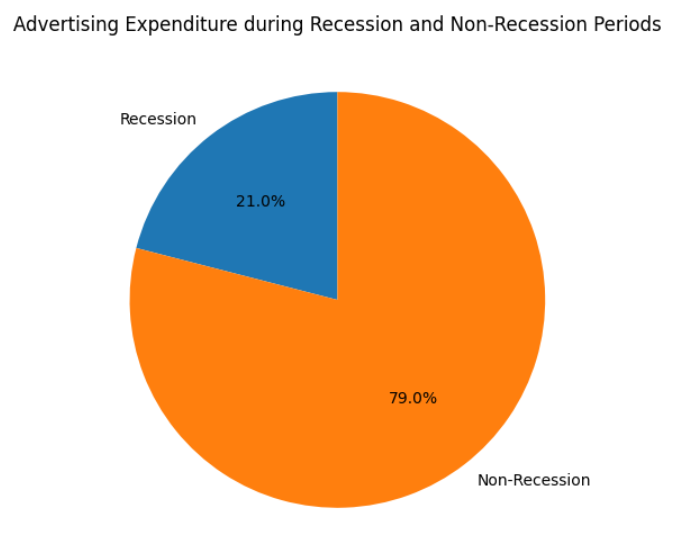 Advertising Expenditure during Recession and Non-Recession Periods
Recession
21.0%
79.0%
Non-Recession